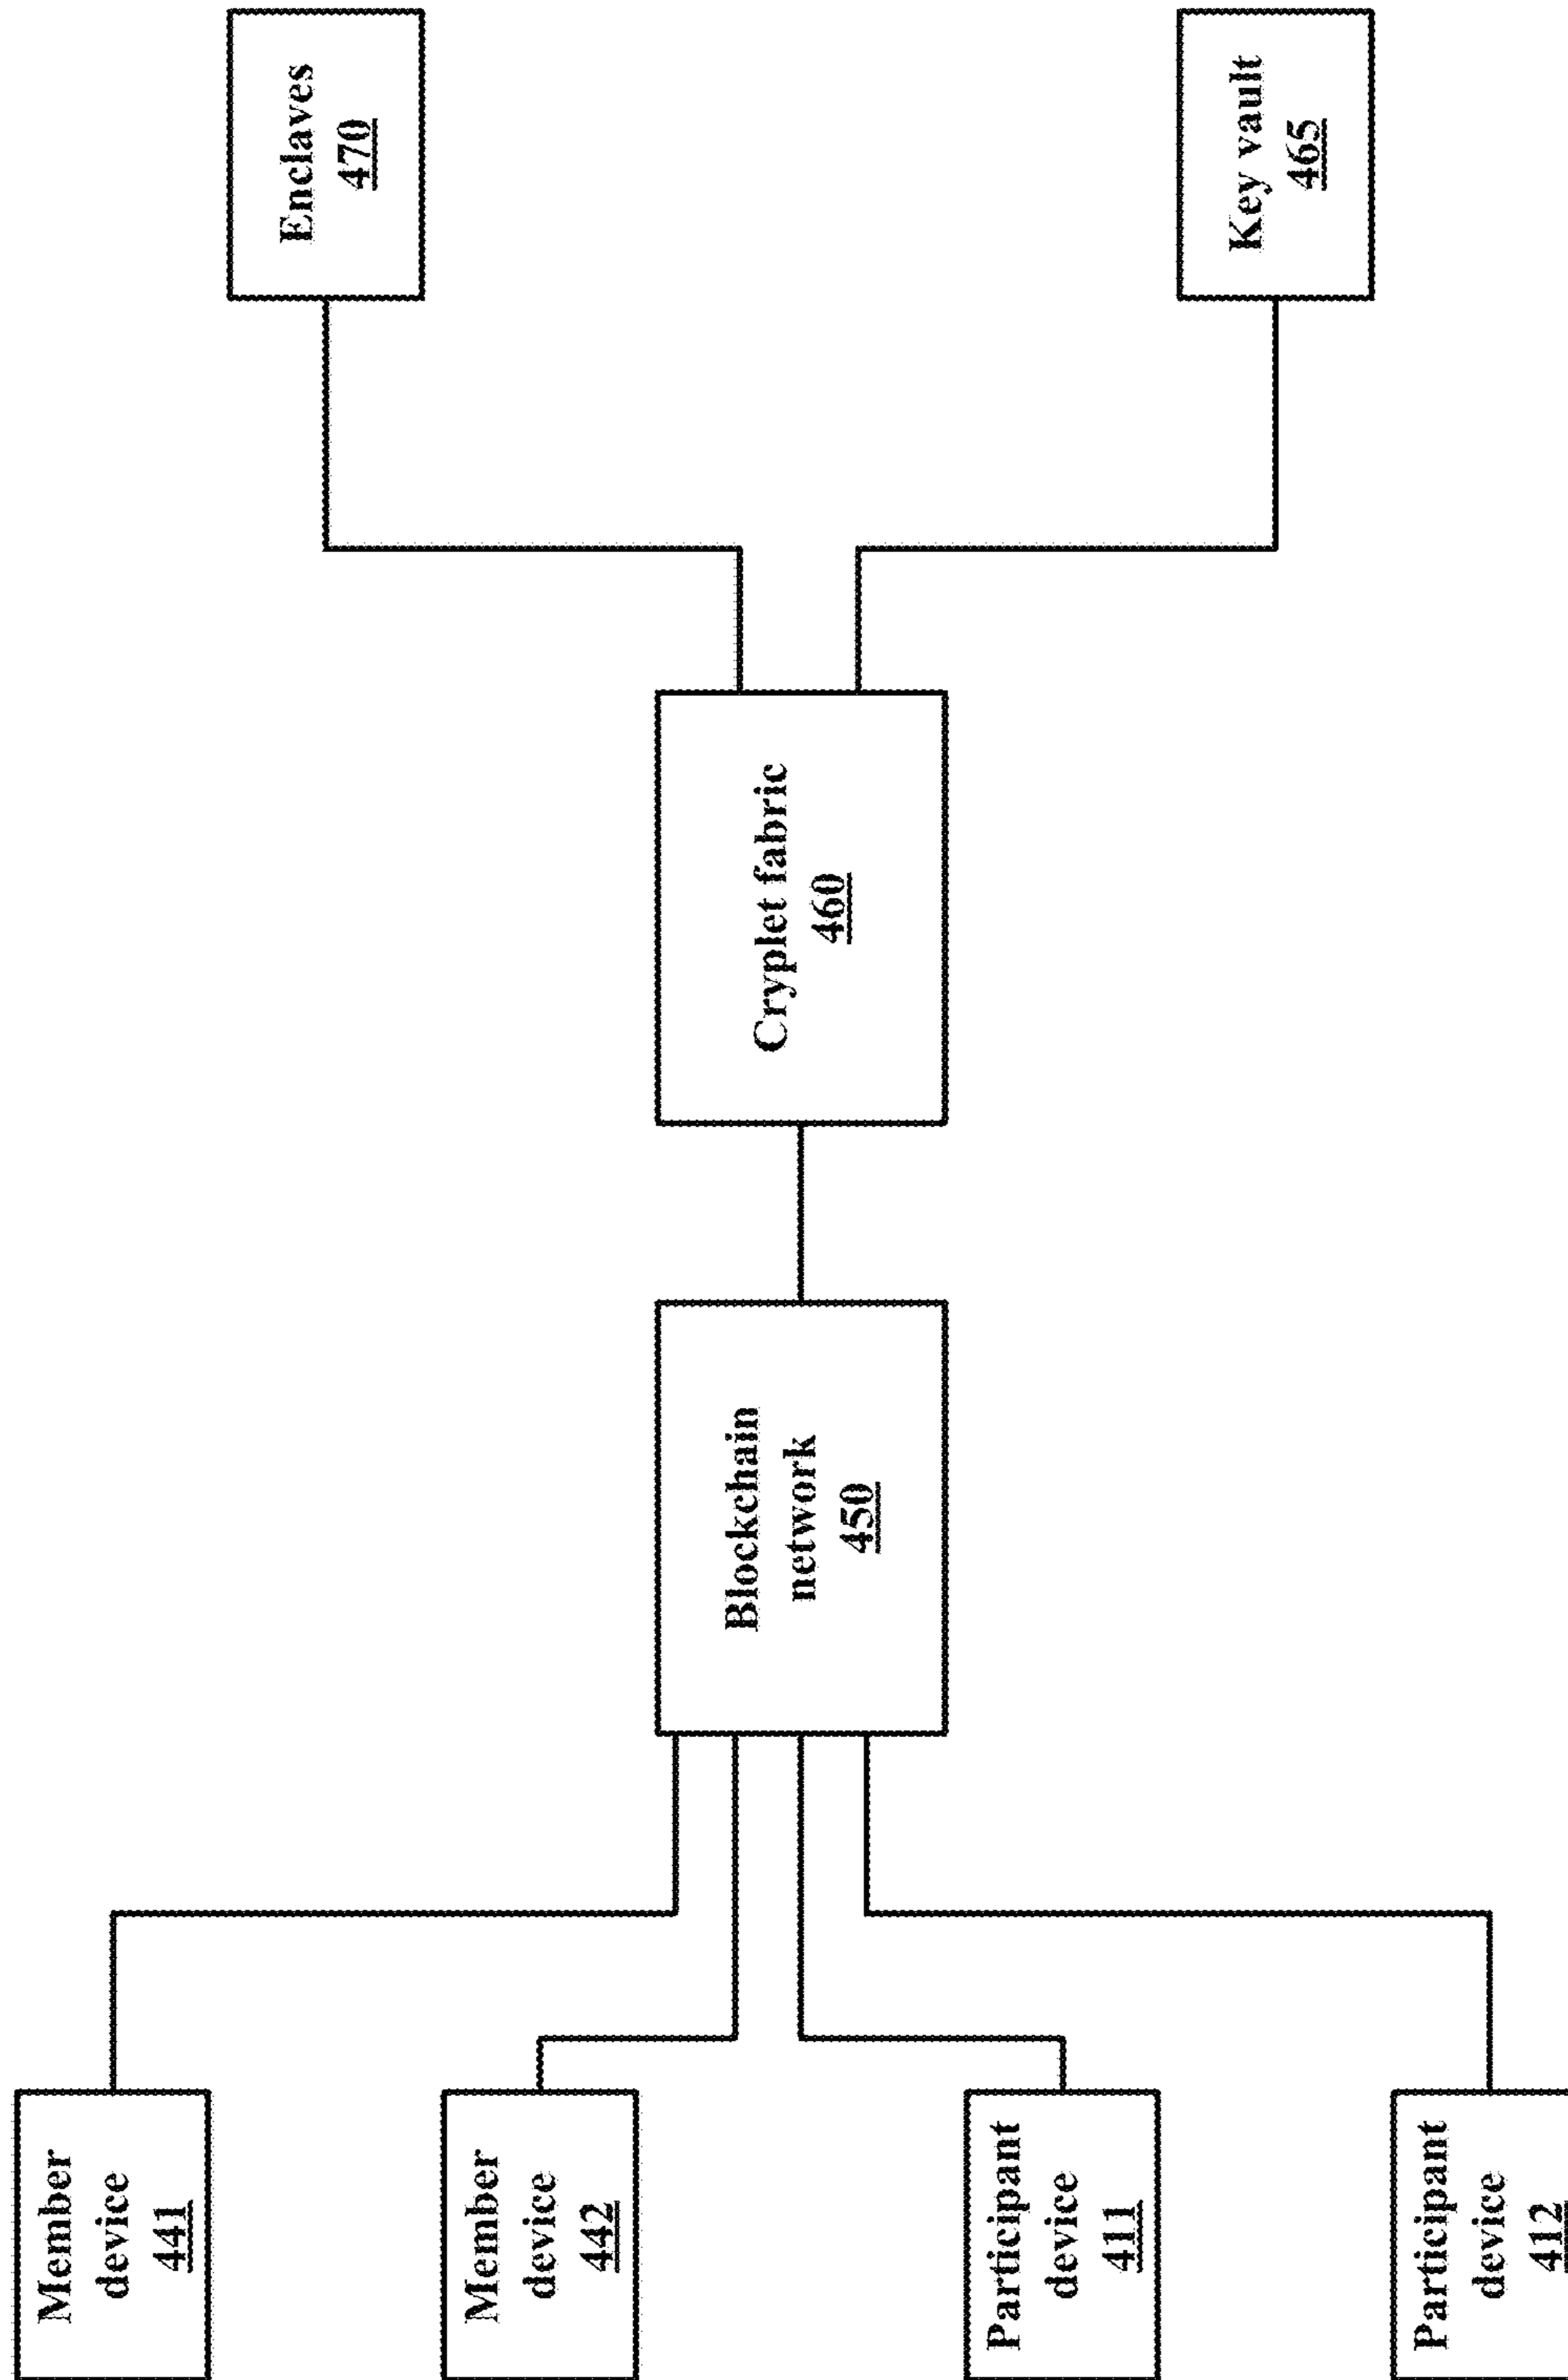 Member
device
441
Member
device
442
Participant
device
411
Participant
device
412
Blockchain
network
450
Cryplet fabric
460
Enclaves
470
Key vault
465